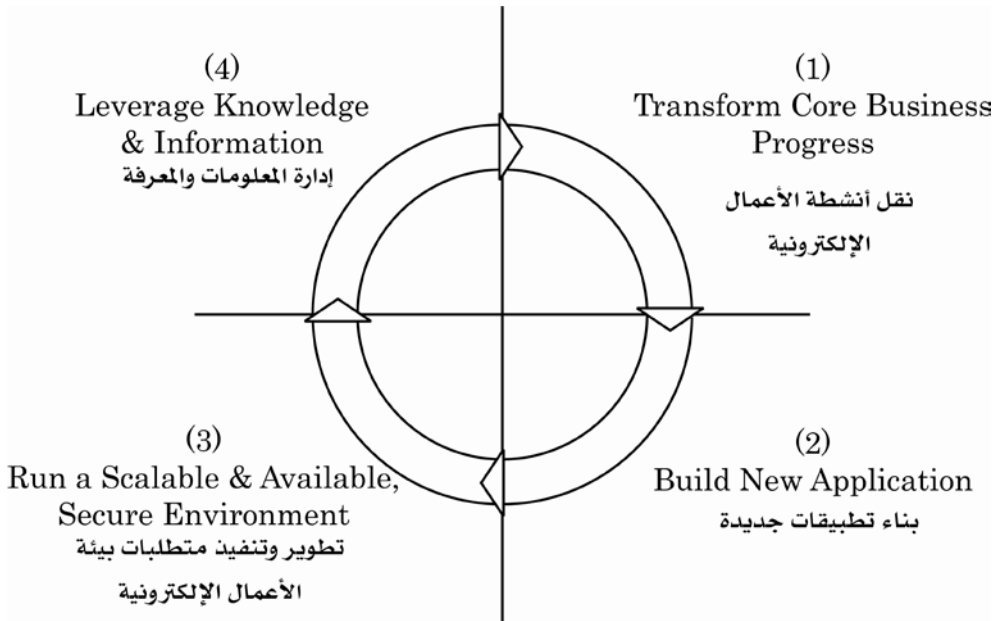 (1)
Transform Core Business
Progress
نقل أنشطة الأعمال
الإلكترونية
(2)
Build New Application
بناء تطبيقات جديدة
(3)
Run a Scalable & Available,
Secure Environment
تطوير وتنفيذ متطلبات بيئة
الأعمال الإلكترونية
(4)
Leverage Knowledge
& Information
إدارة المعلومات والمعرفة